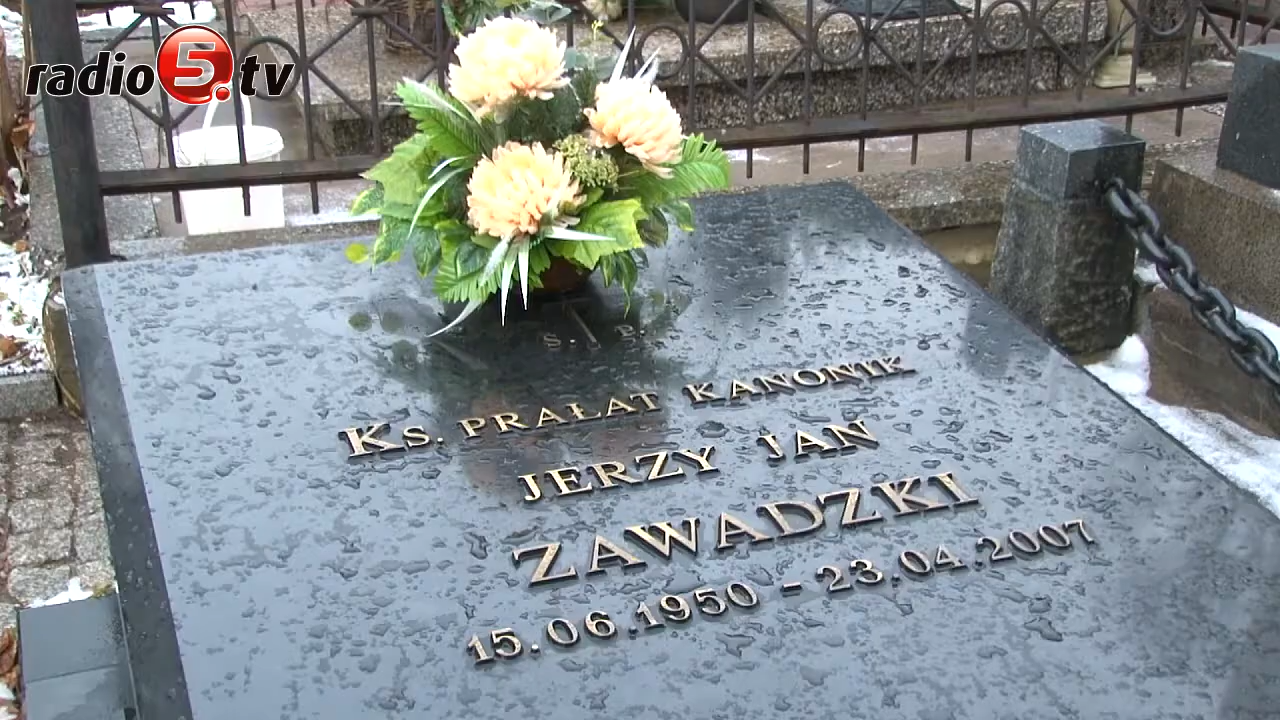 radio5.tv
S. P.
Ks. PRAŁAT KANONIK
JERZY JAN
ZAWADZKI
15.06.1950 - 23.04.2007